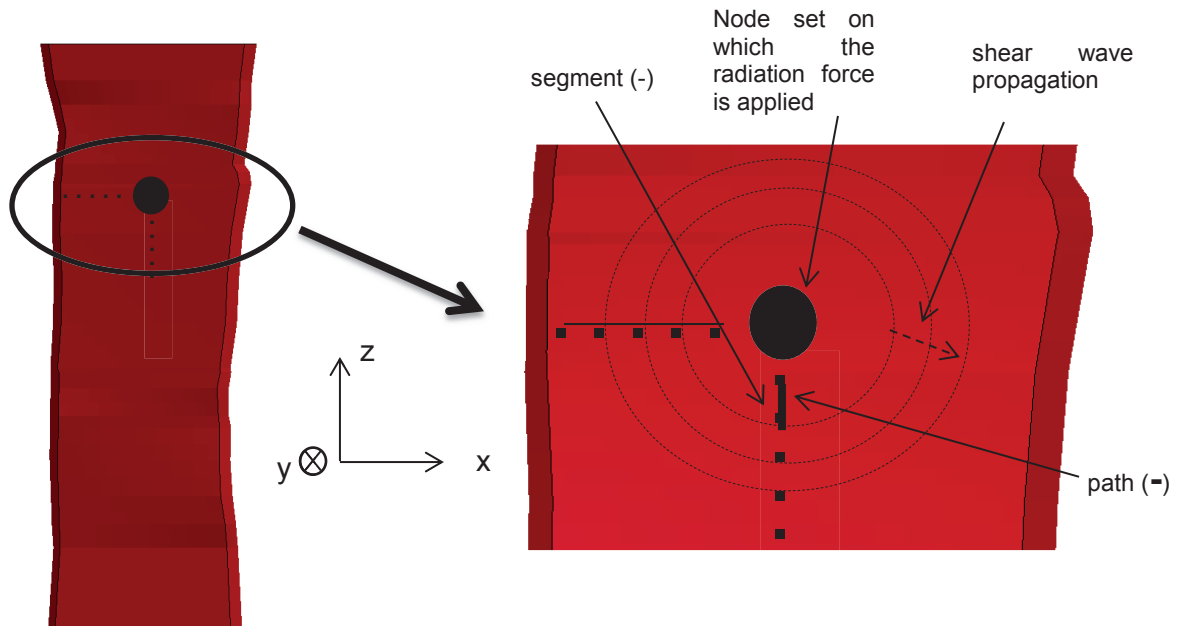 Node set on
which the
radiation force
is applied
segment (-)
shear wave
propagation
z
y
x
path (-)